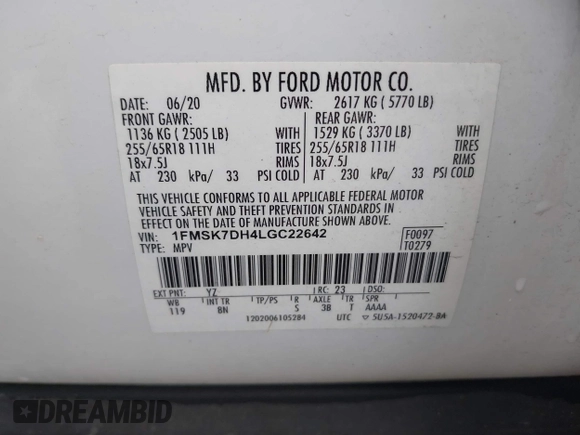 MFD. BY FORD MOTOR CO.
DATE: 06/20 GVWR: 2617 KG ( 5770 LB)
FRONT GAWR: REAR GAWR:
1136 KG ( 2505 LB) WITH 1529 KG ( 3370 LB) WITH
255/65R18 111H TIRES 255/65R18 111H TIRES
18x7.5J RIMS 18x7.5J RIMS
AT 230 kPa/ 33 PSI COLD AT 230 kPa/ 33 PSI COLD
THIS VEHICLE CONFORMS TO ALL APPLICABLE FEDERAL MOTOR
VEHICLE SAFETY AND THEFT PREVENTION STANDARDS IN
EFFECT ON THE DATE OF MANUFACTURE SHOWN ABOVE.
VIN: 1FMSK7DH4LGC22642 F0097
TYPE: MPV T0279
EXT PNT: YZ RC: 23 DSO:
WB INT TR TP/PS R AXLE TR SPR
119 8N S 3B T AAAA
1202006105284 UTC SU5A-1520472-BA
DREAMBID